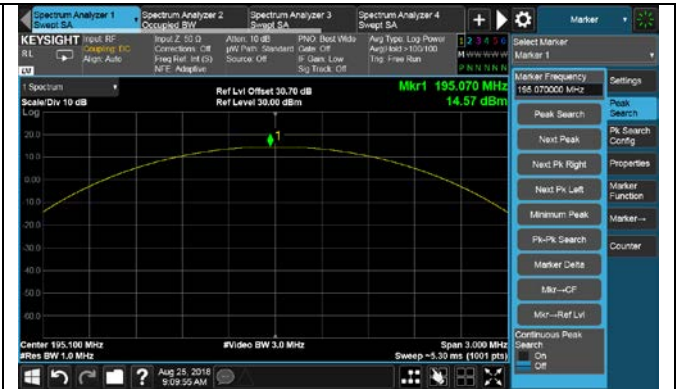 Spectrum Analyzer 1
Swept SA
Spectrum Analyzer 2
Occupied BW
Spectrum Analyzer 3
Swept SA
Spectrum Analyzer 4
Swept SA
+
Marker
KEYSIGHT
RL
Input: RF
Coupling: DC
Align: Auto
Input Z: 50 Ω
Corrections: Off
Freq Ref: Int (S)
NFE: Adaptive
Atten: 10 dB
µW Path: Standard
Source: Off
PNO: Best Wide
Gate: Off
IF Gain: Low
Sig Track: Off
Avg Type: Log Power
Avg|Hold:>100/100
Trig: Free Run
1 2 3 4 5 6
M W W W W W
P N N N N N
Select Marker
Marker 1
1 Spectrum
Scale/Div 10 dB
Log
Ref Lvl Offset 30.70 dB
Ref Level 30.00 dBm
Mkr1 195.070 MHz
14.57 dBm
20.0
10.0
0.00
-10.0
-20.0
-30.0
-40.0
-50.0
-60.0
1
Center 195.100 MHz
#Res BW 1.0 MHz
#Video BW 3.0 MHz
Span 3.000 MHz
Sweep ~5.30 ms (1001 pts)
Marker Frequency
195.070000 MHz
Peak Search
Next Peak
Next Pk Right
Next Pk Left
Minimum Peak
Pk-Pk Search
Marker Delta
Mkr→CF
Mkr→Ref Lvl
Continuous Peak
Search
On
Off
Settings
Peak
Search
Pk Search
Config
Properties
Marker
Function
Marker→
Counter
?
Aug 25, 2018
9:09:55 AM